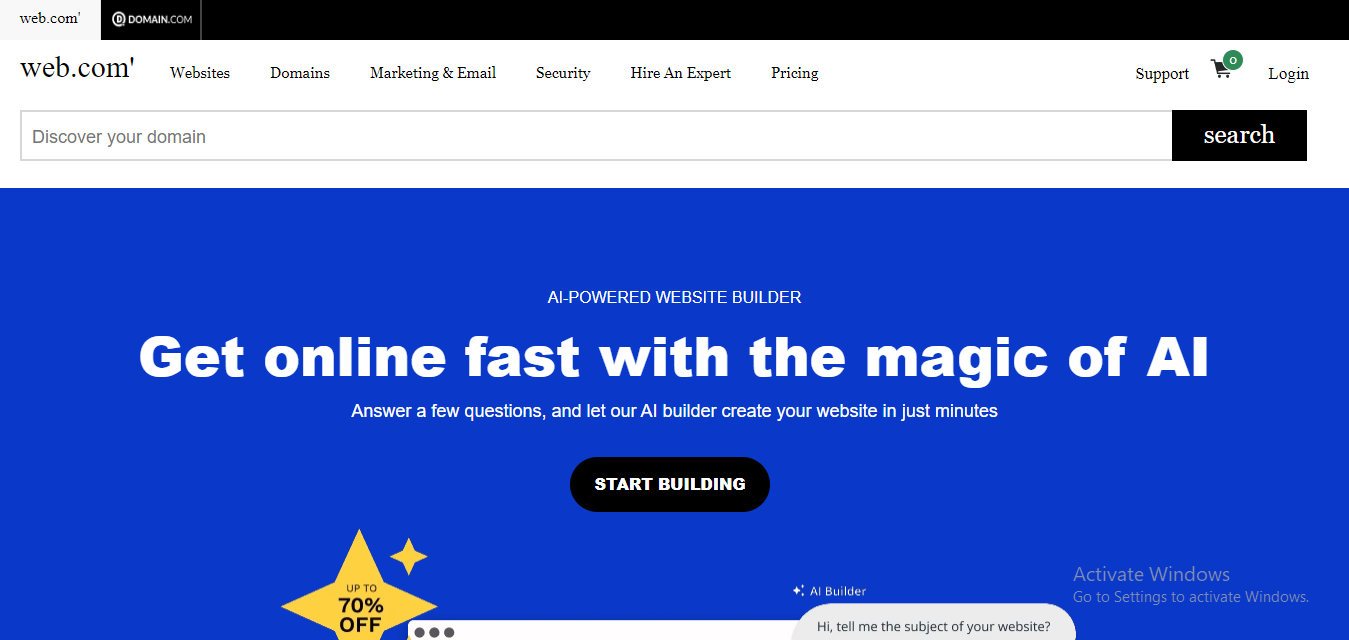 web.com' DOMAIN.COM
web.com' Websites Domains Marketing & Email Security Hire An Expert Pricing Support 0 Login
Discover your domain search
AI-POWERED WEBSITE BUILDER
Get online fast with the magic of AI
Answer a few questions, and let our AI builder create your website in just minutes
START BUILDING
UP TO
70%
OFF
AI Builder
Hi, tell me the subject of your website?
Activate Windows
Go to Settings to activate Windows.